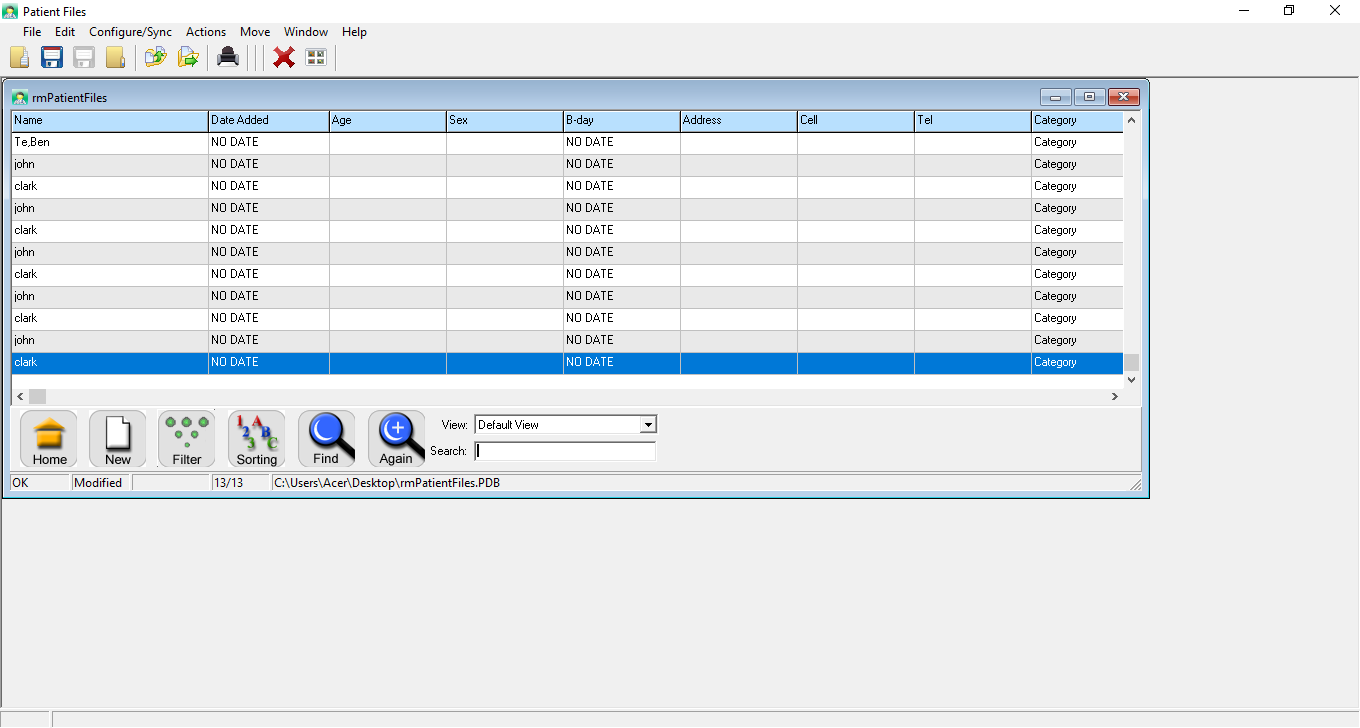 Patient Files
File Edit Configure/Sync Actions Move Window Help
rmPatientFiles
Name Date Added Age Sex B-day Address Cell Tel Category
Te,Ben NO DATE NO DATE Category
john NO DATE NO DATE Category
clark NO DATE NO DATE Category
john NO DATE NO DATE Category
clark NO DATE NO DATE Category
john NO DATE NO DATE Category
clark NO DATE NO DATE Category
john NO DATE NO DATE Category
clark NO DATE NO DATE Category
john NO DATE NO DATE Category
clark NO DATE NO DATE Category
Home New Filter Sorting Find Again
View: Default View
Search:
OK Modified 13/13 C:\Users\Acer\Desktop\rmPatientFiles.PDB